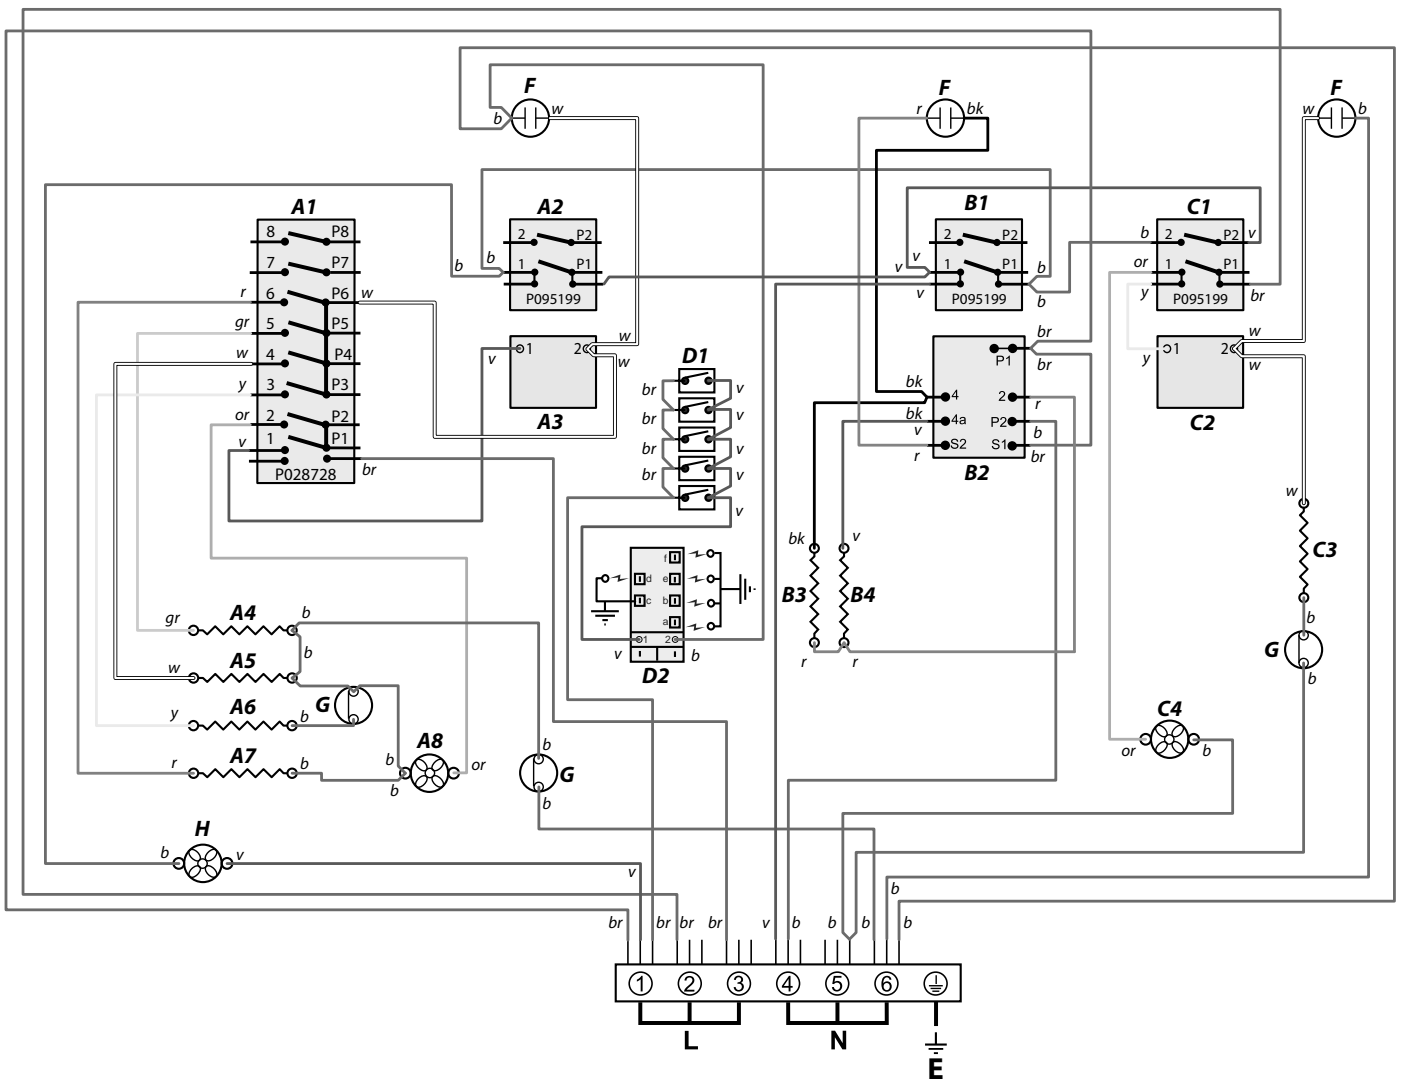 F
F
F
b
w
r
bk
w
b
A1
8
P8
7
P7
6
P6
5
P5
4
P4
3
P3
2
P2
1
P1
P028728
r
gr
w
y
or
v
w
br
A2
2
P2
1
P1
P095199
b
b
B1
2
P2
1
P1
P095199
v
v
v
b
b
C1
2
P2
1
P1
P095199
b
or
y
v
br
1
2
A3
v
w
w
D1
br
v
br
v
br
v
br
v
v
P1
4
2
4a
P2
S2
S1
B2
bk
bk
v
r
br
br
r
b
br
1
2
C2
y
w
w
f
d
e
c
b
a
1
2
v
b
D2
bk
v
B3
B4
r
r
w
C3
b
G
b
gr
A4
b
b
w
A5
G
y
A6
b
r
A7
b
b
b
A8
or
b
G
b
C4
or
b
H
b
v
v
br
br
br
br
v
b
b
b
b
b
1
2
3
4
5
6
L
N
E